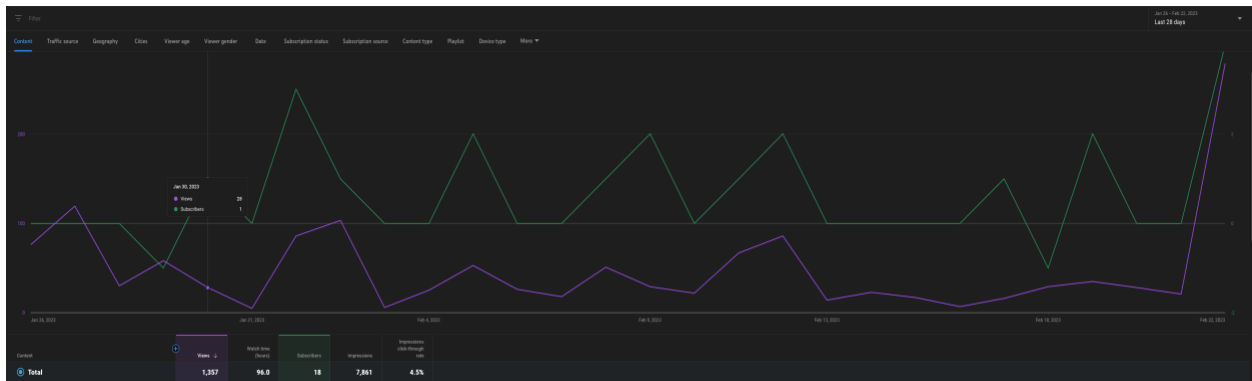 Filter
Jan 26 – Feb 22, 2023
Last 28 days
Content Traffic source Geography Cities Viewer age Viewer gender Date Subscription status Subscription source Content type Playlist Device type More
200
Jan 30, 2023
Views 28
Subscribers 1
100 0
0
Jan 26, 2023 Jan 31, 2023 Feb 4, 2023 Feb 9, 2023 Feb 13, 2023 Feb 18, 2023 Feb 22, 2023
Impressions
Watch time click-through
Content Views ↓ (hours) Subscribers Impressions rate
Total 1,357 96.0 18 7,861 4.5%